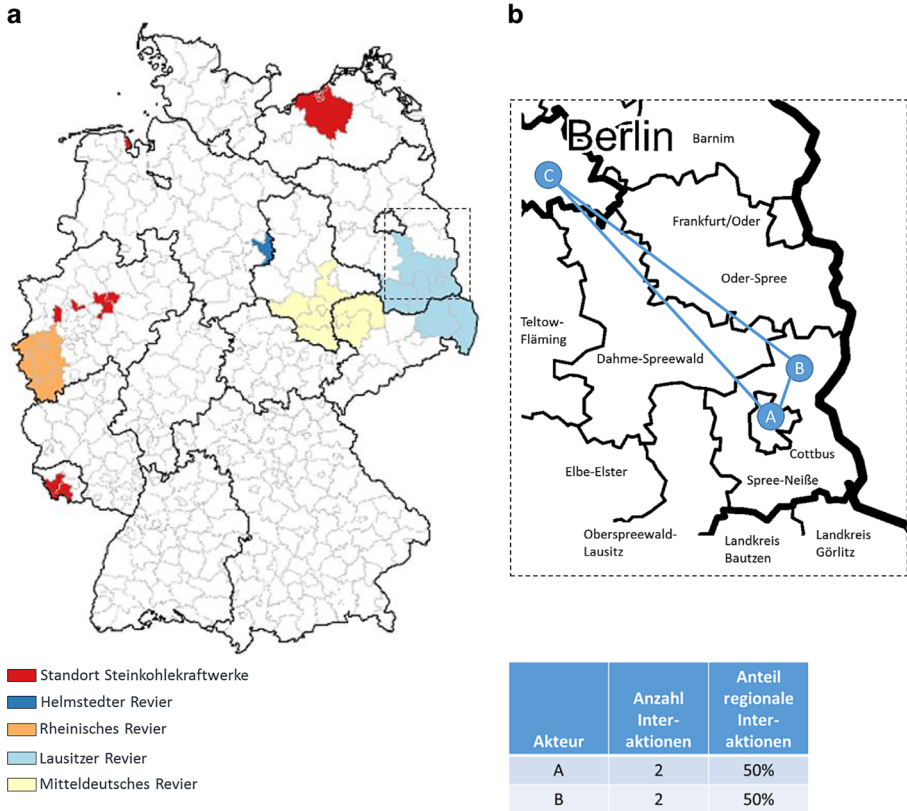 a
Standort Steinkohlekraftwerke
Helmstedter Revier
Rheinisches Revier
Lausitzer Revier
Mitteldeutsches Revier
b
Berlin
Barnim
C
Frankfurt/Oder
Oder-Spree
Teltow-
Fläming
Dahme-Spreewald
B
A
Cottbus
Elbe-Elster
Spree-Neiße
Oberspreewald-
Lausitz
Landkreis
Bautzen
Landkreis
Görlitz
Akteur
Anzahl
Inter-
aktionen
Anteil
regionale
Inter-
aktionen
A 2 50%
B 2 50%